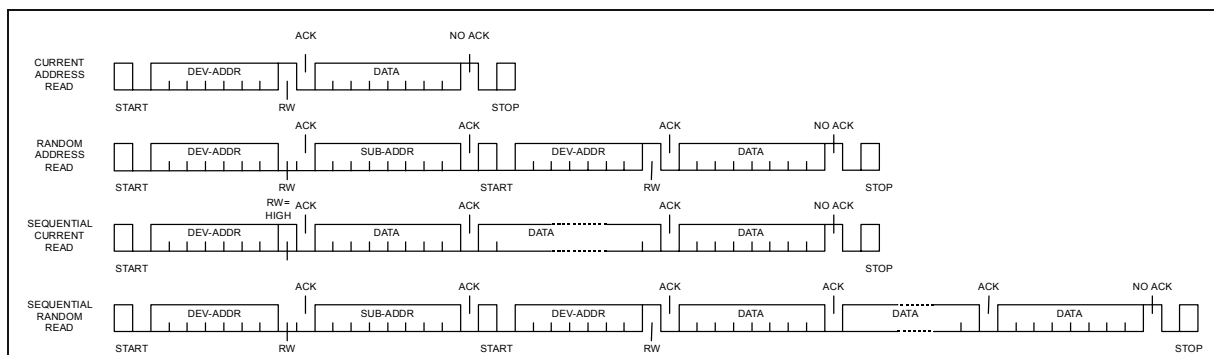 ACK NO ACK
CURRENT
ADDRESS
READ
DEV-ADDR DATA
START RW STOP
ACK ACK ACK NO ACK
RANDOM
ADDRESS
READ
DEV-ADDR SUB-ADDR DEV-ADDR DATA
START RW START RW STOP
RW=
HIGH
ACK ACK ACK NO ACK
SEQUENTIAL
CURRENT
READ
DEV-ADDR DATA DATA DATA
START STOP
ACK ACK ACK ACK ACK NO ACK
SEQUENTIAL
RANDOM
READ
DEV-ADDR SUB-ADDR DEV-ADDR DATA DATA DATA
START RW START RW STOP